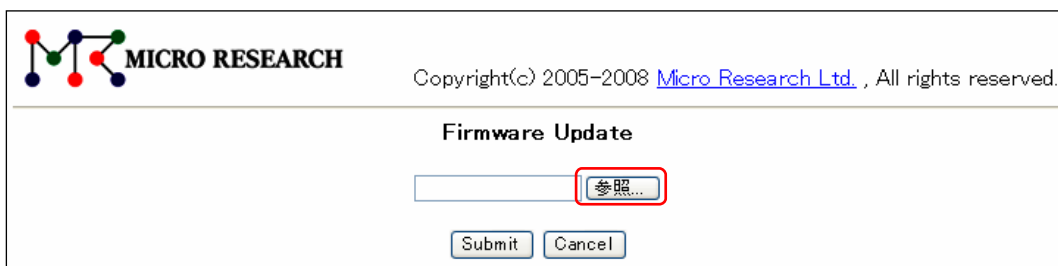 MICRO RESEARCH
Copyright(c) 2005-2008 Micro Research Ltd. , All rights reserved.
Firmware Update
参照...
Submit Cancel